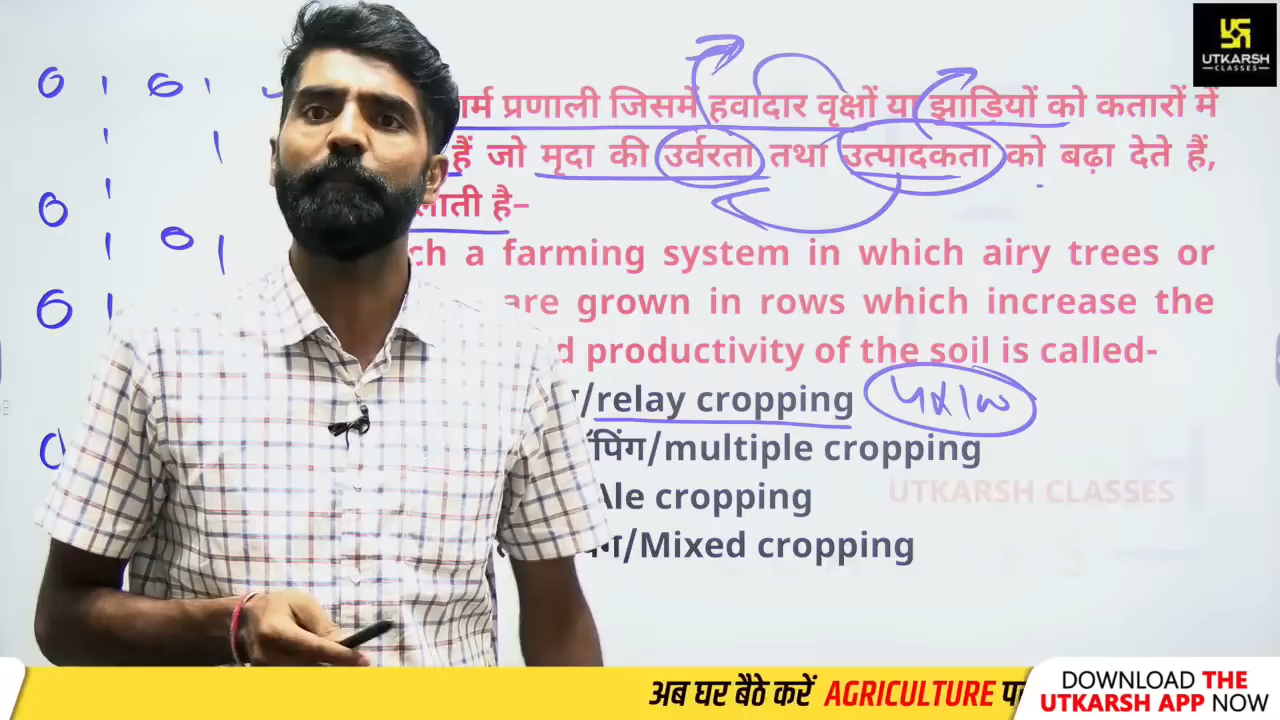 UTKARSH
CLASSES
प्रणाली जिसमें हवादार वृक्षों या झाडियों को कतारों में
हैं जो मृदा की उर्वरता तथा उत्पादकता को बढ़ा देते हैं,
है–
a farming system in which airy trees or
are grown in rows which increase the
productivity of the soil is called-
/relay cropping
/multiple cropping
cropping
UTKARSH CLASSES
/Mixed cropping
अब घर बैठे करें AGRICULTURE
DOWNLOAD THE
UTKARSH APP NOW